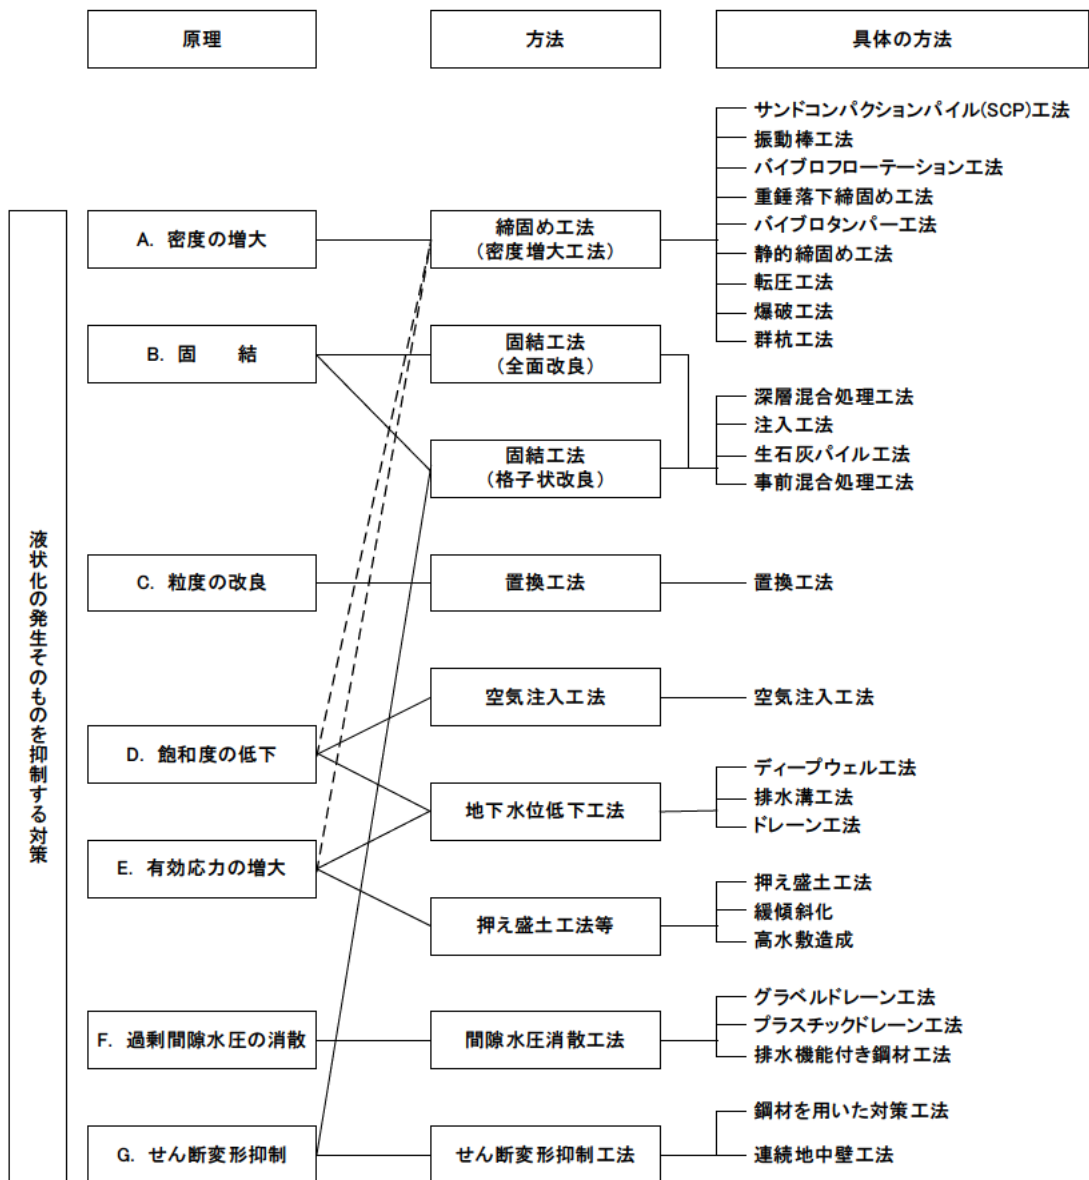 原理
方法
具体の方法
液状化の発生そのものを抑制する対策
A. 密度の増大
締固め工法
(密度増大工法)
サンドコンパクションパイル(SCP)工法
振動棒工法
バイブロフローテーション工法
重錘落下締固め工法
バイブロタンパー工法
静的締固め工法
転圧工法
爆破工法
群杭工法
B. 固　　結
固結工法
(全面改良)
固結工法
(格子状改良)
深層混合処理工法
注入工法
生石灰パイル工法
事前混合処理工法
C. 粒度の改良
置換工法
置換工法
D. 飽和度の低下
空気注入工法
空気注入工法
地下水位低下工法
ディープウェル工法
排水溝工法
ドレーン工法
E. 有効応力の増大
押え盛土工法等
押え盛土工法
緩傾斜化
高水敷造成
F. 過剰間隙水圧の消散
間隙水圧消散工法
グラベルドレーン工法
プラスチックドレーン工法
排水機能付き鋼材工法
G. せん断変形抑制
せん断変形抑制工法
鋼材を用いた対策工法
連続地中壁工法